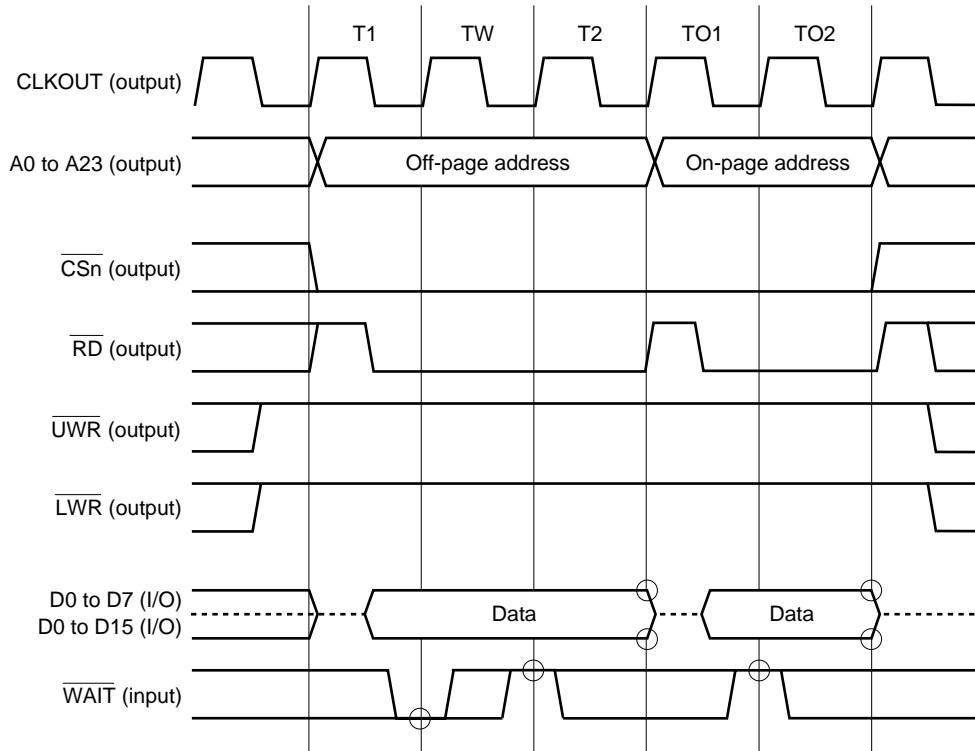 T1 TW T2 TO1 TO2
CLKOUT (output)
A0 to A23 (output) Off-page address On-page address
CSn (output)
RD (output)
UWR (output)
LWR (output)
D0 to D7 (I/O)
Data Data
D0 to D15 (I/O)
WAIT (input)